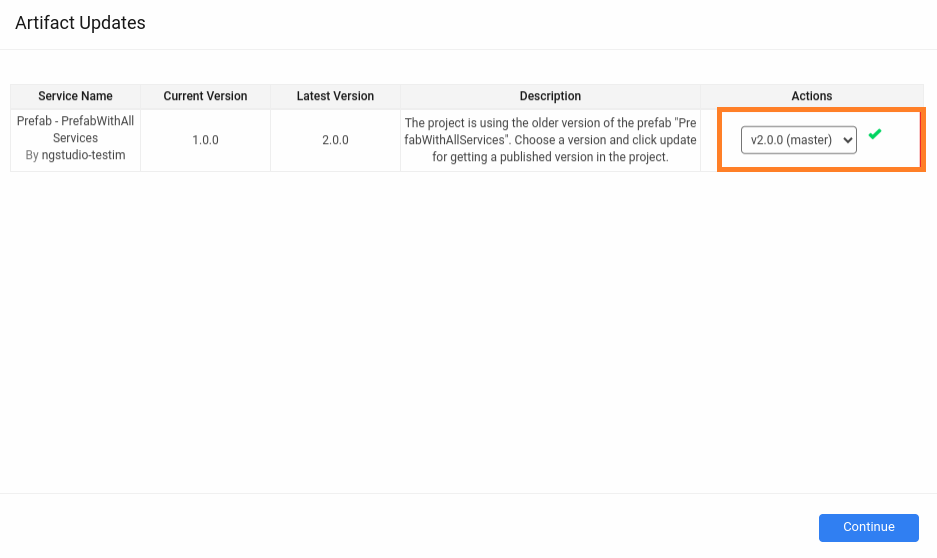 Artifact Updates
Service Name Current Version Latest Version Description Actions
Prefab - PrefabWithAll
Services
By ngstudio-testim
1.0.0
2.0.0
The project is using the older version of the prefab "Pre
fabWithAllServices". Choose a version and click update
for getting a published version in the project.
v2.0.0 (master)
Continue